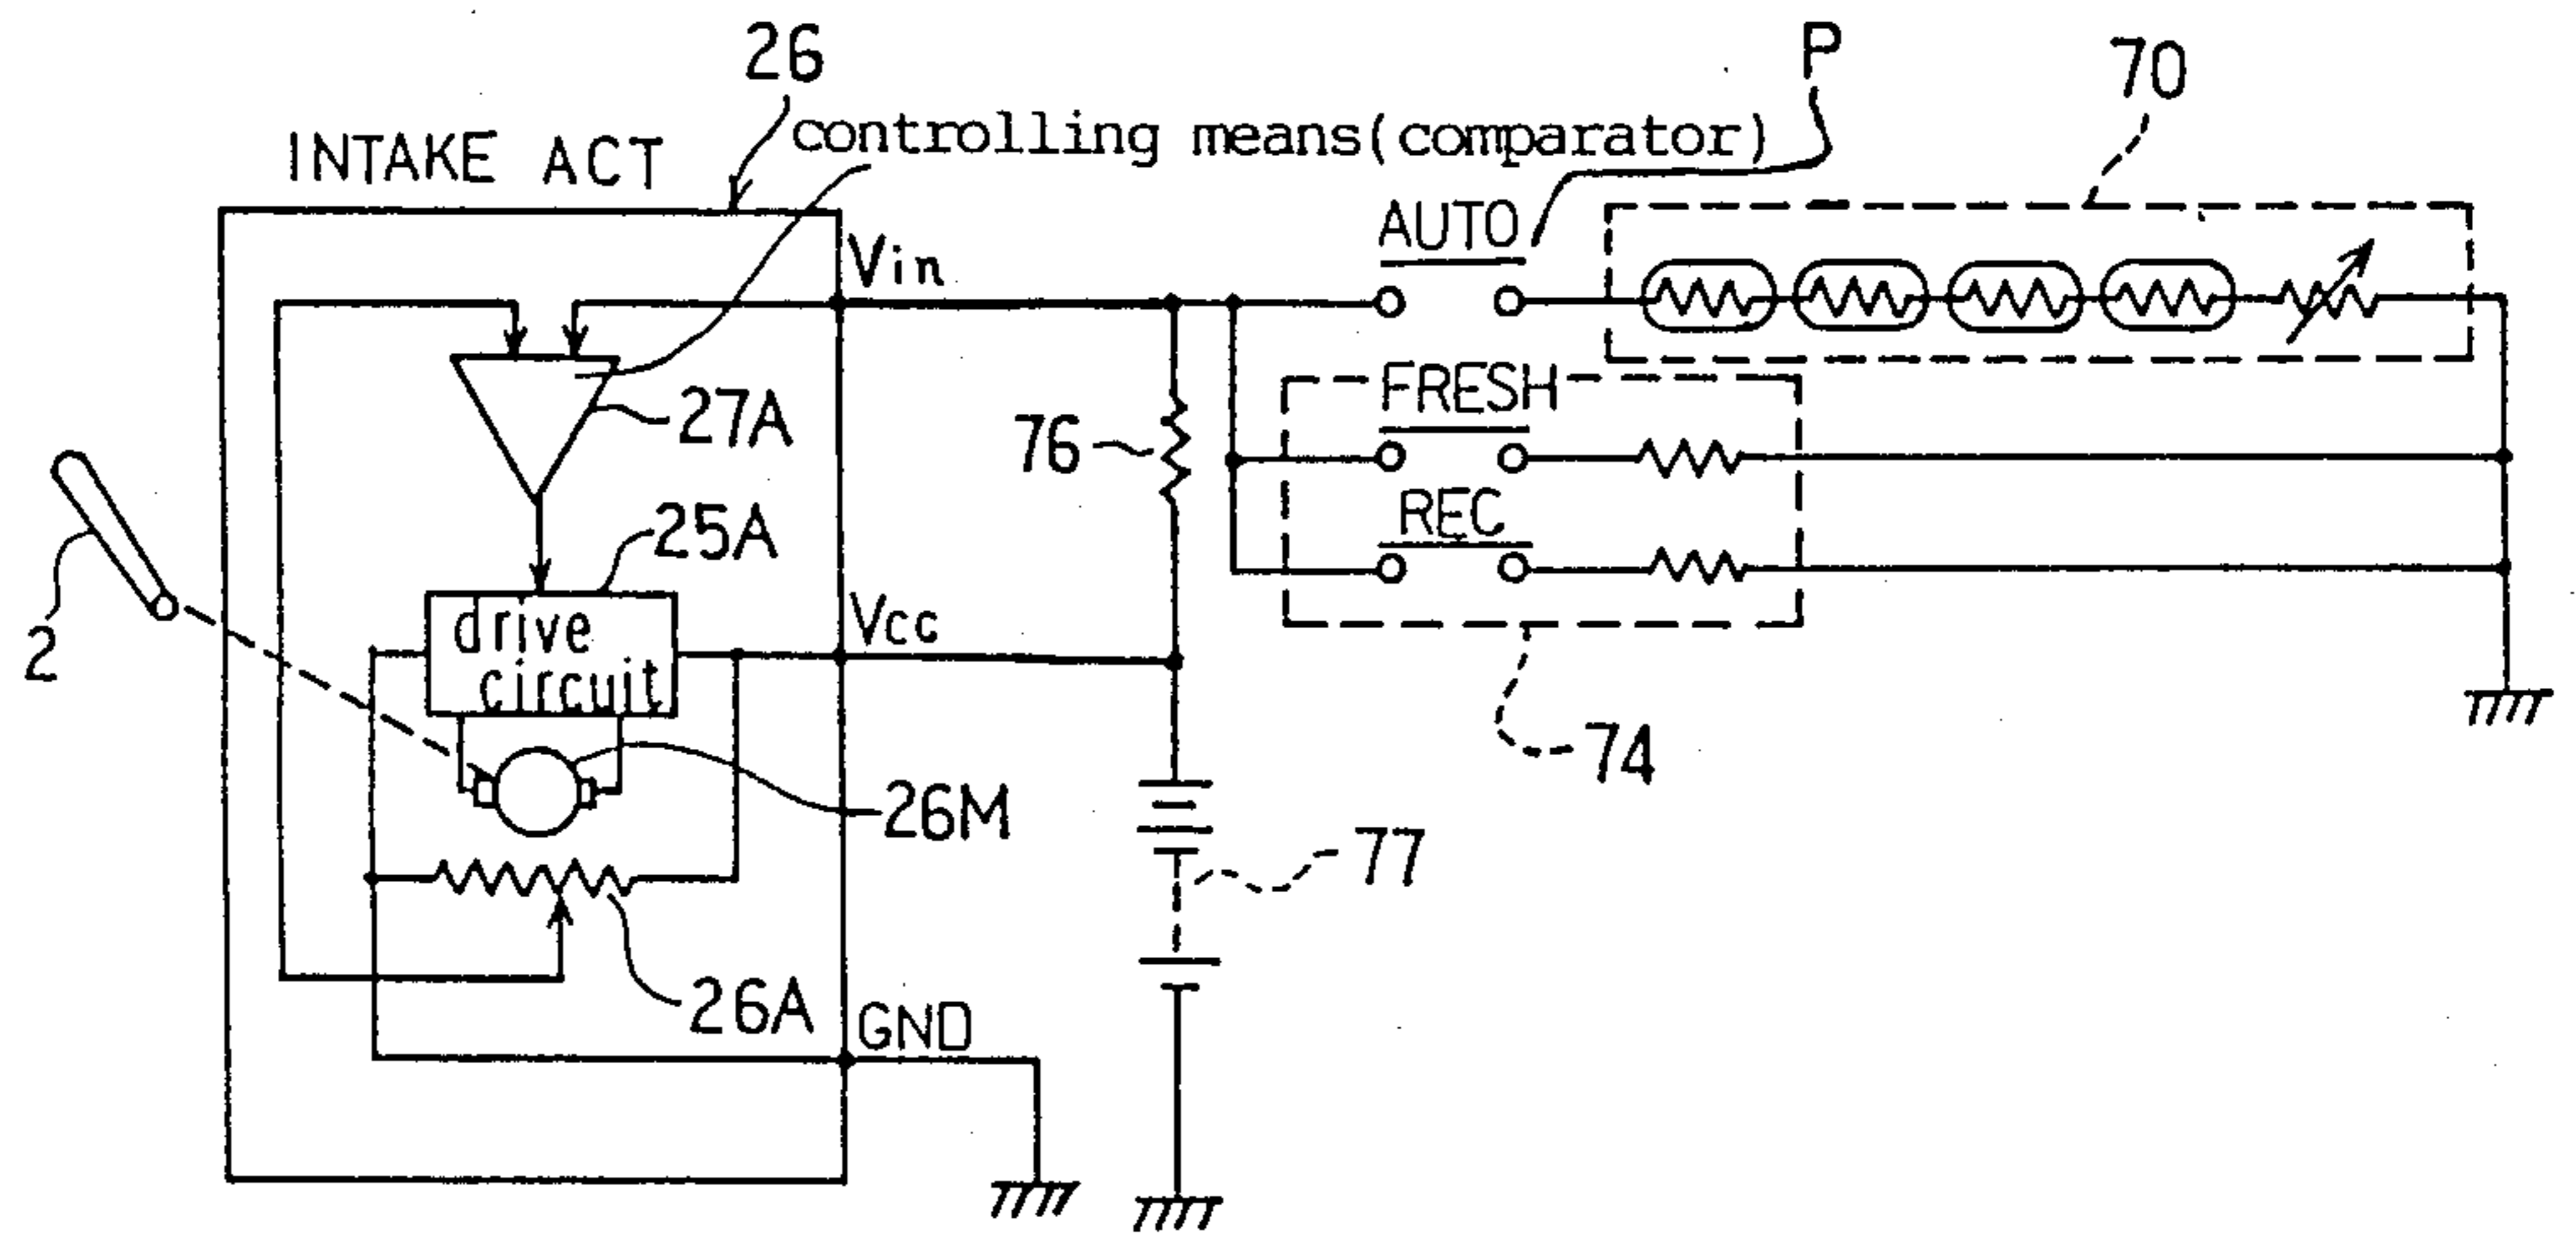 26
P
70
controlling means(comparator)
INTAKE ACT
AUTO
Vin
FRESH
27A
76
REC
25A
drive
circuit
Vcc
2
74
26M
77
26A
GND